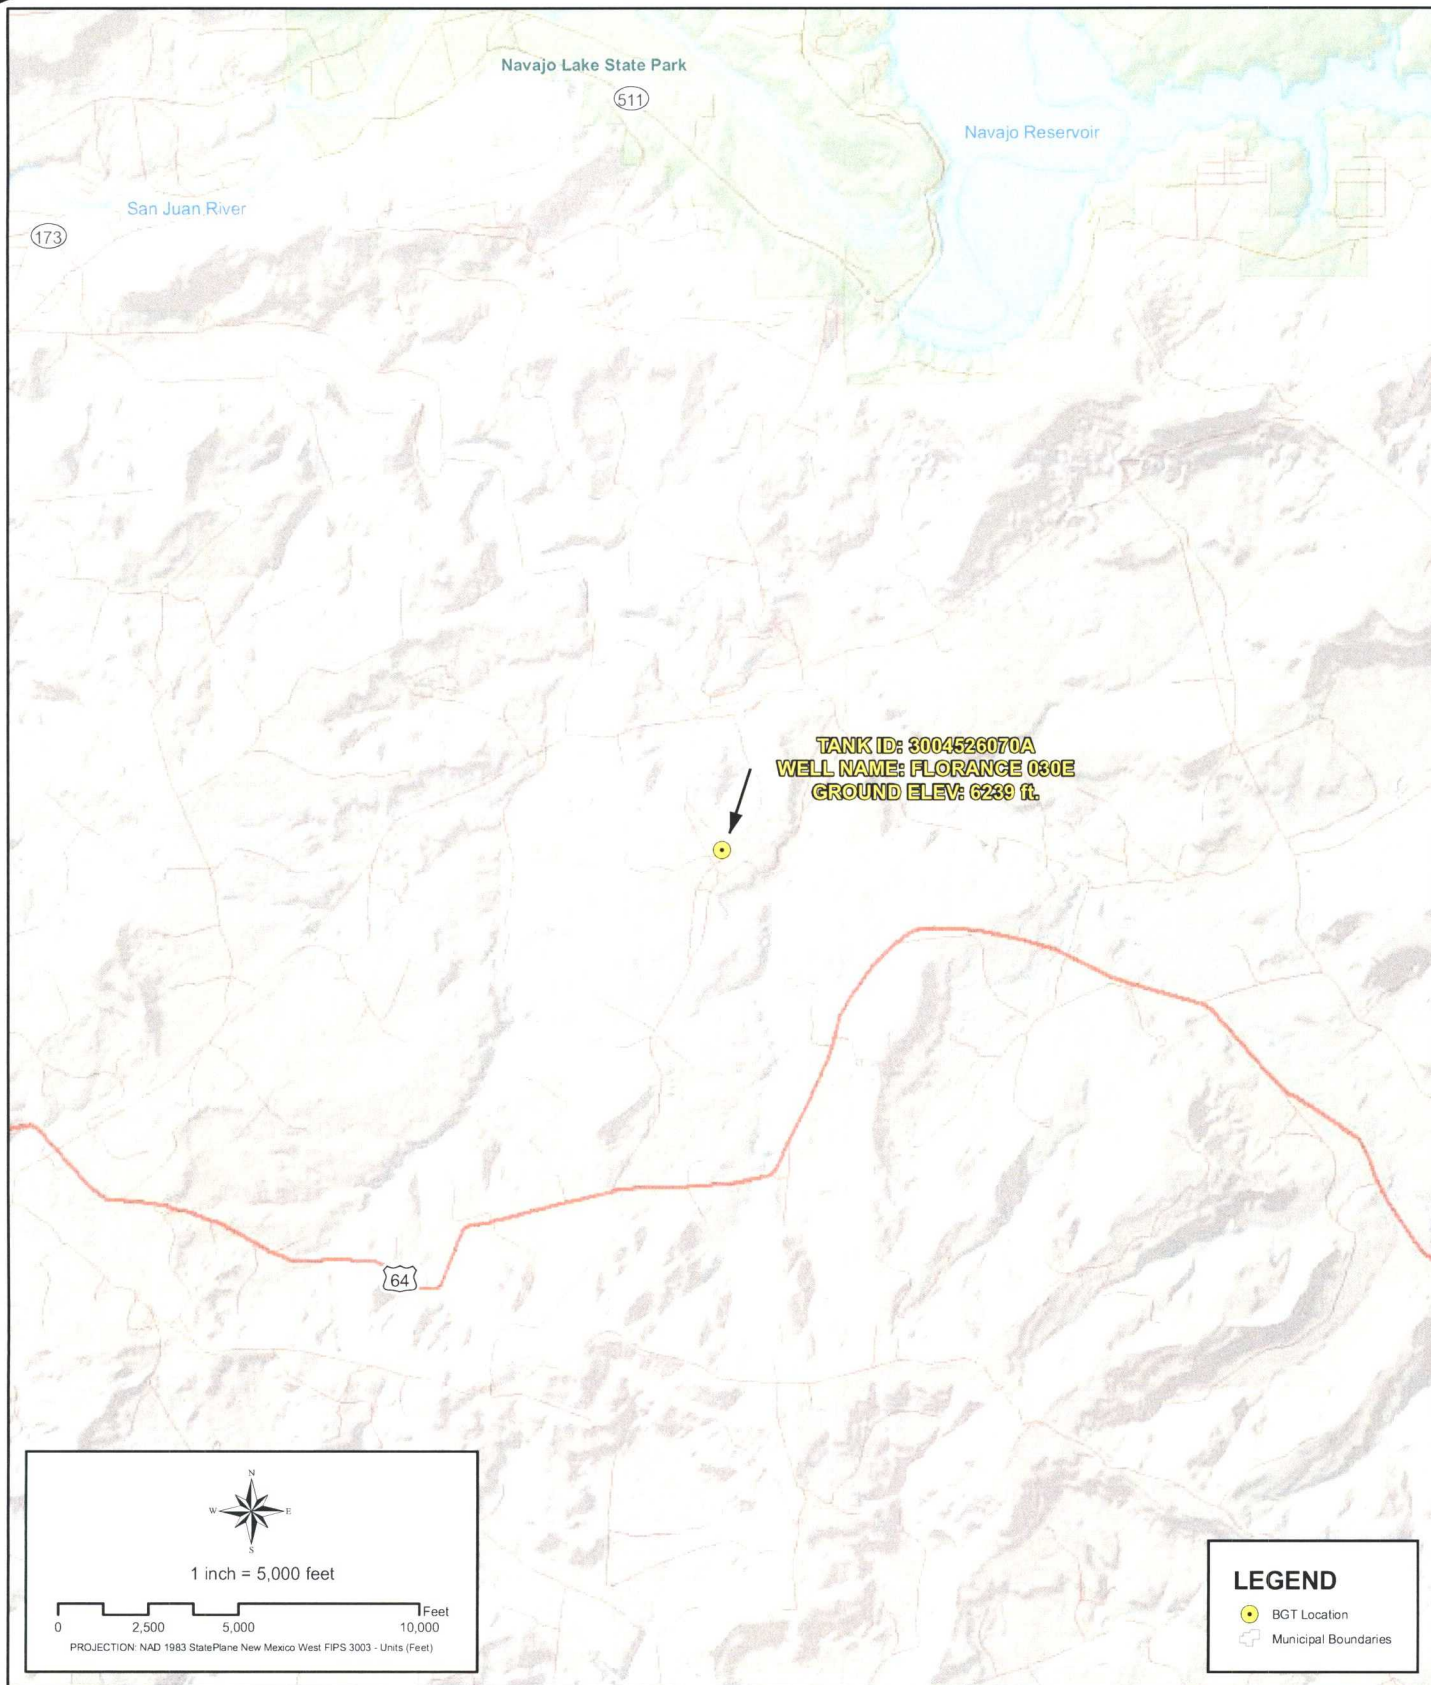 Navajo Lake State Park
511
Navajo Reservoir
San Juan River
173
TANK ID: 3004526070A
WELL NAME: FLORANCE 030E
GROUND ELEV: 6239 ft.
64
N
W E
S
1 inch = 5,000 feet
Feet
0 2,500 5,000 10,000
PROJECTION: NAD 1983 StatePlane New Mexico West FIPS 3003 - Units (Feet)
LEGEND
BGT Location
Municipal Boundaries